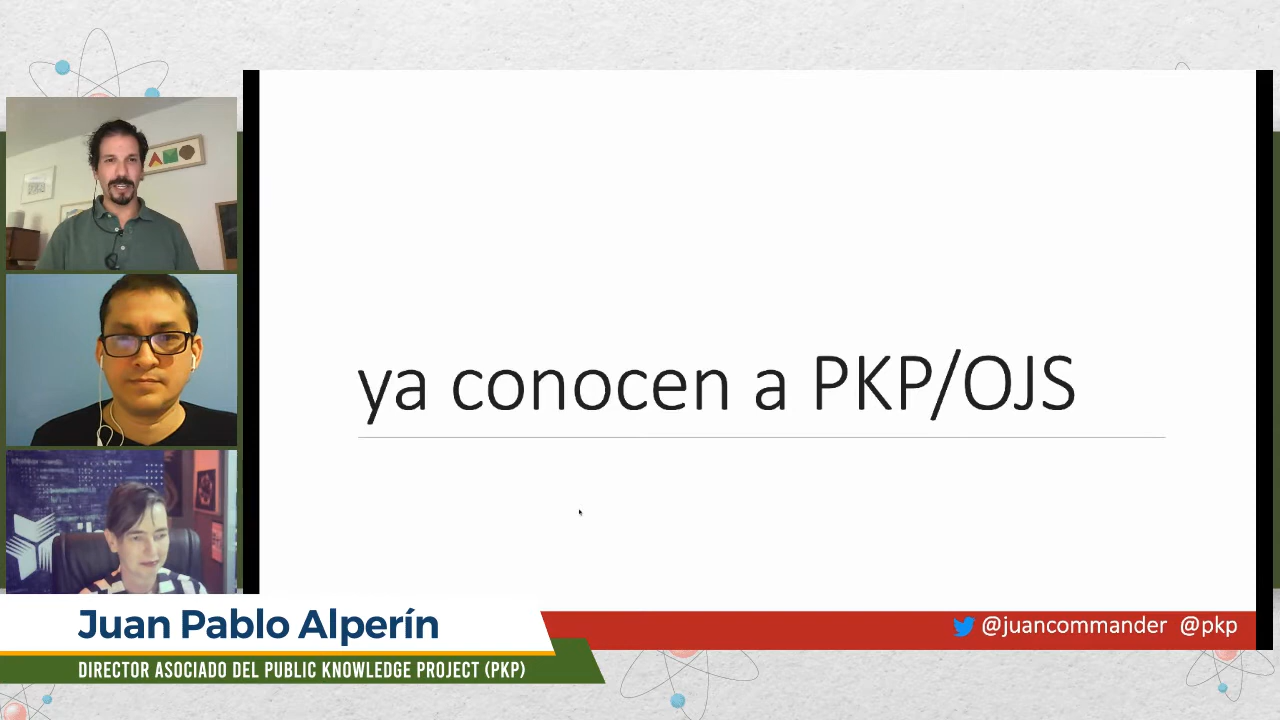 ya conocen a PKP/OJS
@juancommander @pkp
Juan Pablo Alperín
DIRECTOR ASOCIADO DEL PUBLIC KNOWLEDGE PROJECT (PKP)